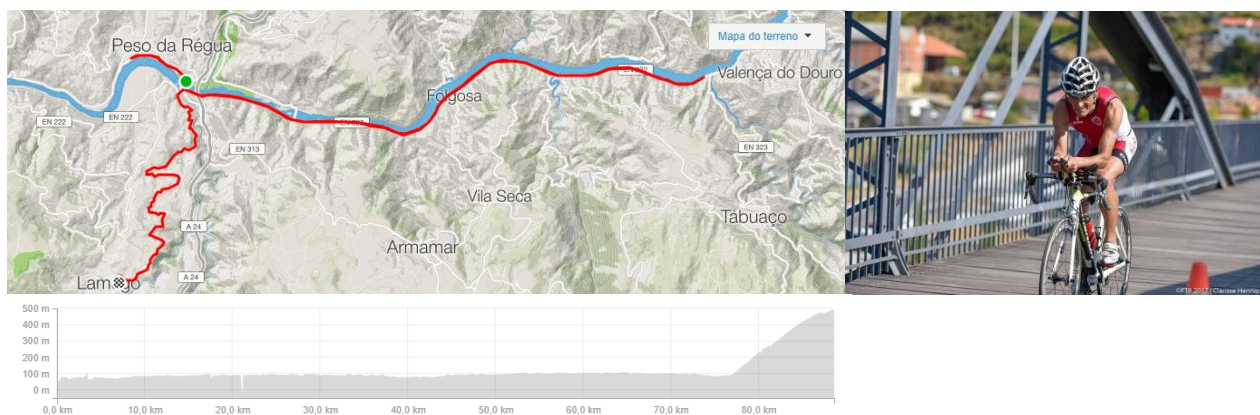 Mapa do terreno
Peso da Régua
Valença do Douro
Folgosa
EN 222
EN 222
EN 313
EN 323
Vila Seca
Tabuaço
A 24
Armamar
A 24
500 m
400 m
300 m
200 m
100 m
0 m
0,0 km
10,0 km
20,0 km
30,0 km
40,0 km
50,0 km
60,0 km
70,0 km
80,0 km